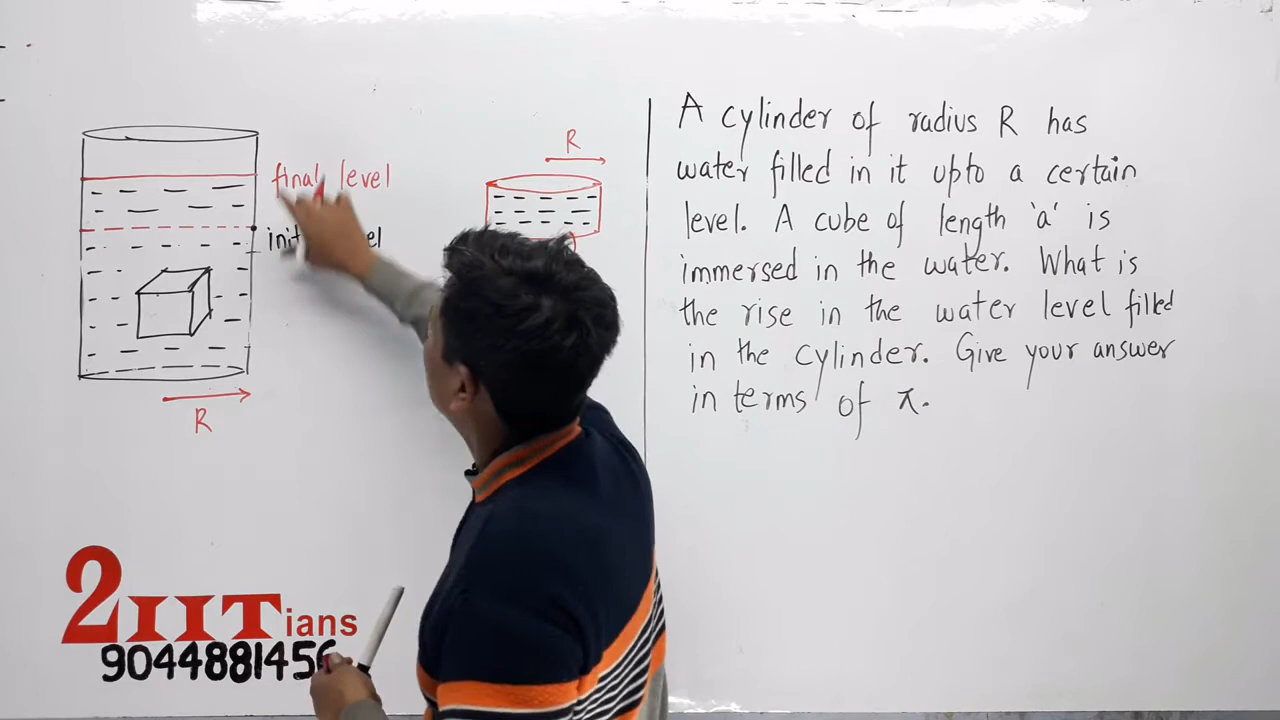 final level
R
R
A cylinder of radius R has
water filled in it upto a certain
level. A cube of length 'a' is
immersed in the water. What is
the rise in the water level filled
in the cylinder. Give your answer
in terms of π.
2IITians
9044881456